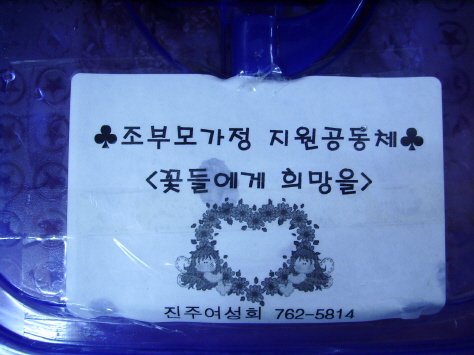 ♣조부모가정 지원공동체♣
<꽃들에게 희망을>
진주여성회 762-5814